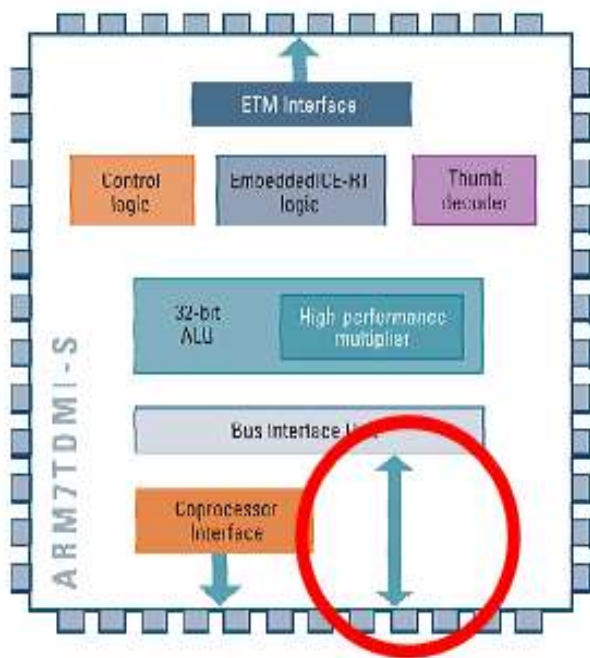 ETM Interface
Control
logic
EmbeddedICE-RT
logic
Thumb
decoder
32-bit
ALU
High performance
multiplier
Bus Interface
Coprocessor
Interface
ARM7TDMI-S